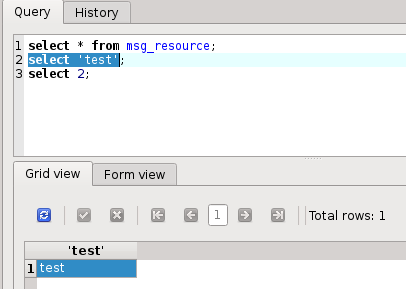 Query History
1 select * from msg_resource;
2 select 'test';
3 select 2;
Grid view Form view
1 Total rows: 1
'test'
1 test